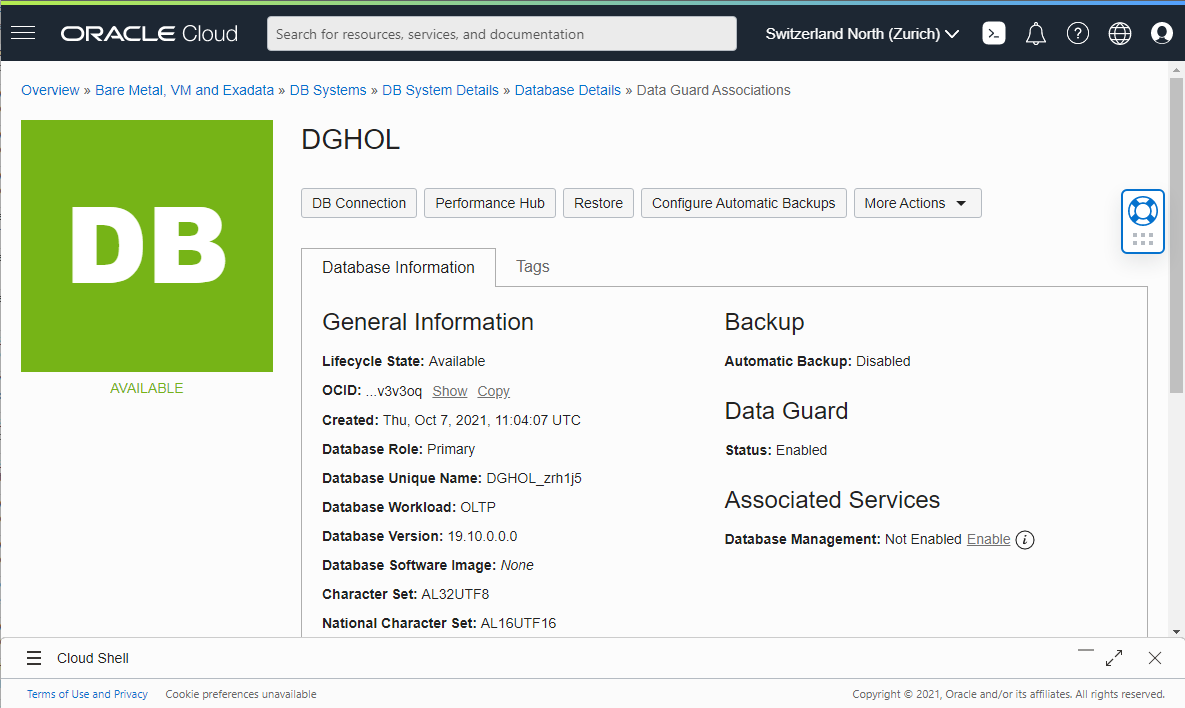 ORACLE Cloud
Search for resources, services, and documentation
Switzerland North (Zurich)
Overview » Bare Metal, VM and Exadata » DB Systems » DB System Details » Database Details » Data Guard Associations
DB
AVAILABLE
DGHOL
DB Connection
Performance Hub
Restore
Configure Automatic Backups
More Actions
Database Information
Tags
General Information
Lifecycle State: Available
OCID: ...v3v3oq Show Copy
Created: Thu, Oct 7, 2021, 11:04:07 UTC
Database Role: Primary
Database Unique Name: DGHOL_zrh1j5
Database Workload: OLTP
Database Version: 19.10.0.0.0
Database Software Image: None
Character Set: AL32UTF8
National Character Set: AL16UTF16
Backup
Automatic Backup: Disabled
Data Guard
Status: Enabled
Associated Services
Database Management: Not Enabled Enable i
Cloud Shell
Terms of Use and Privacy
Cookie preferences unavailable
Copyright © 2021, Oracle and/or its affiliates. All rights reserved.